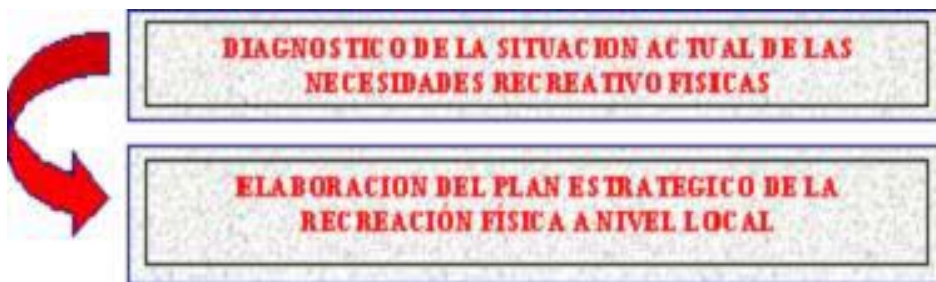 DIAGNOSTICO DE LA SITUACION ACTUAL DE LAS
NECESIDADES RECREATIVO FISICAS
ELABORACION DEL PLAN ESTRATEGICO DE LA
RECREACIÓN FÍSICA A NIVEL LOCAL